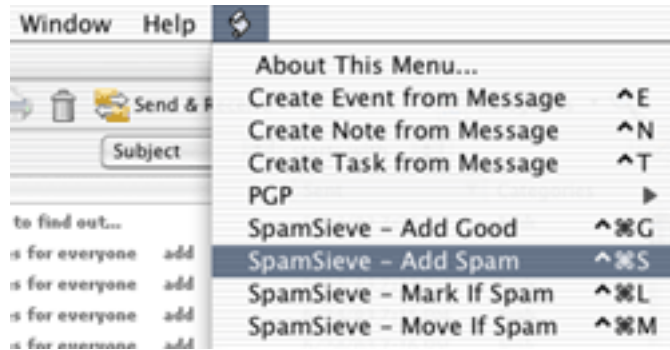 Window Help
About This Menu...
Create Event from Message ^E
Send & R
Create Note from Message ^N
Subject
Create Task from Message ^T
PGP
to find out...
SpamSieve – Add Good ^⌘G
s for everyone add
SpamSieve – Add Spam ^⌘S
s for everyone add
SpamSieve – Mark If Spam ^⌘L
s for everyone add
SpamSieve – Move If Spam ^⌘M
s for everyone add